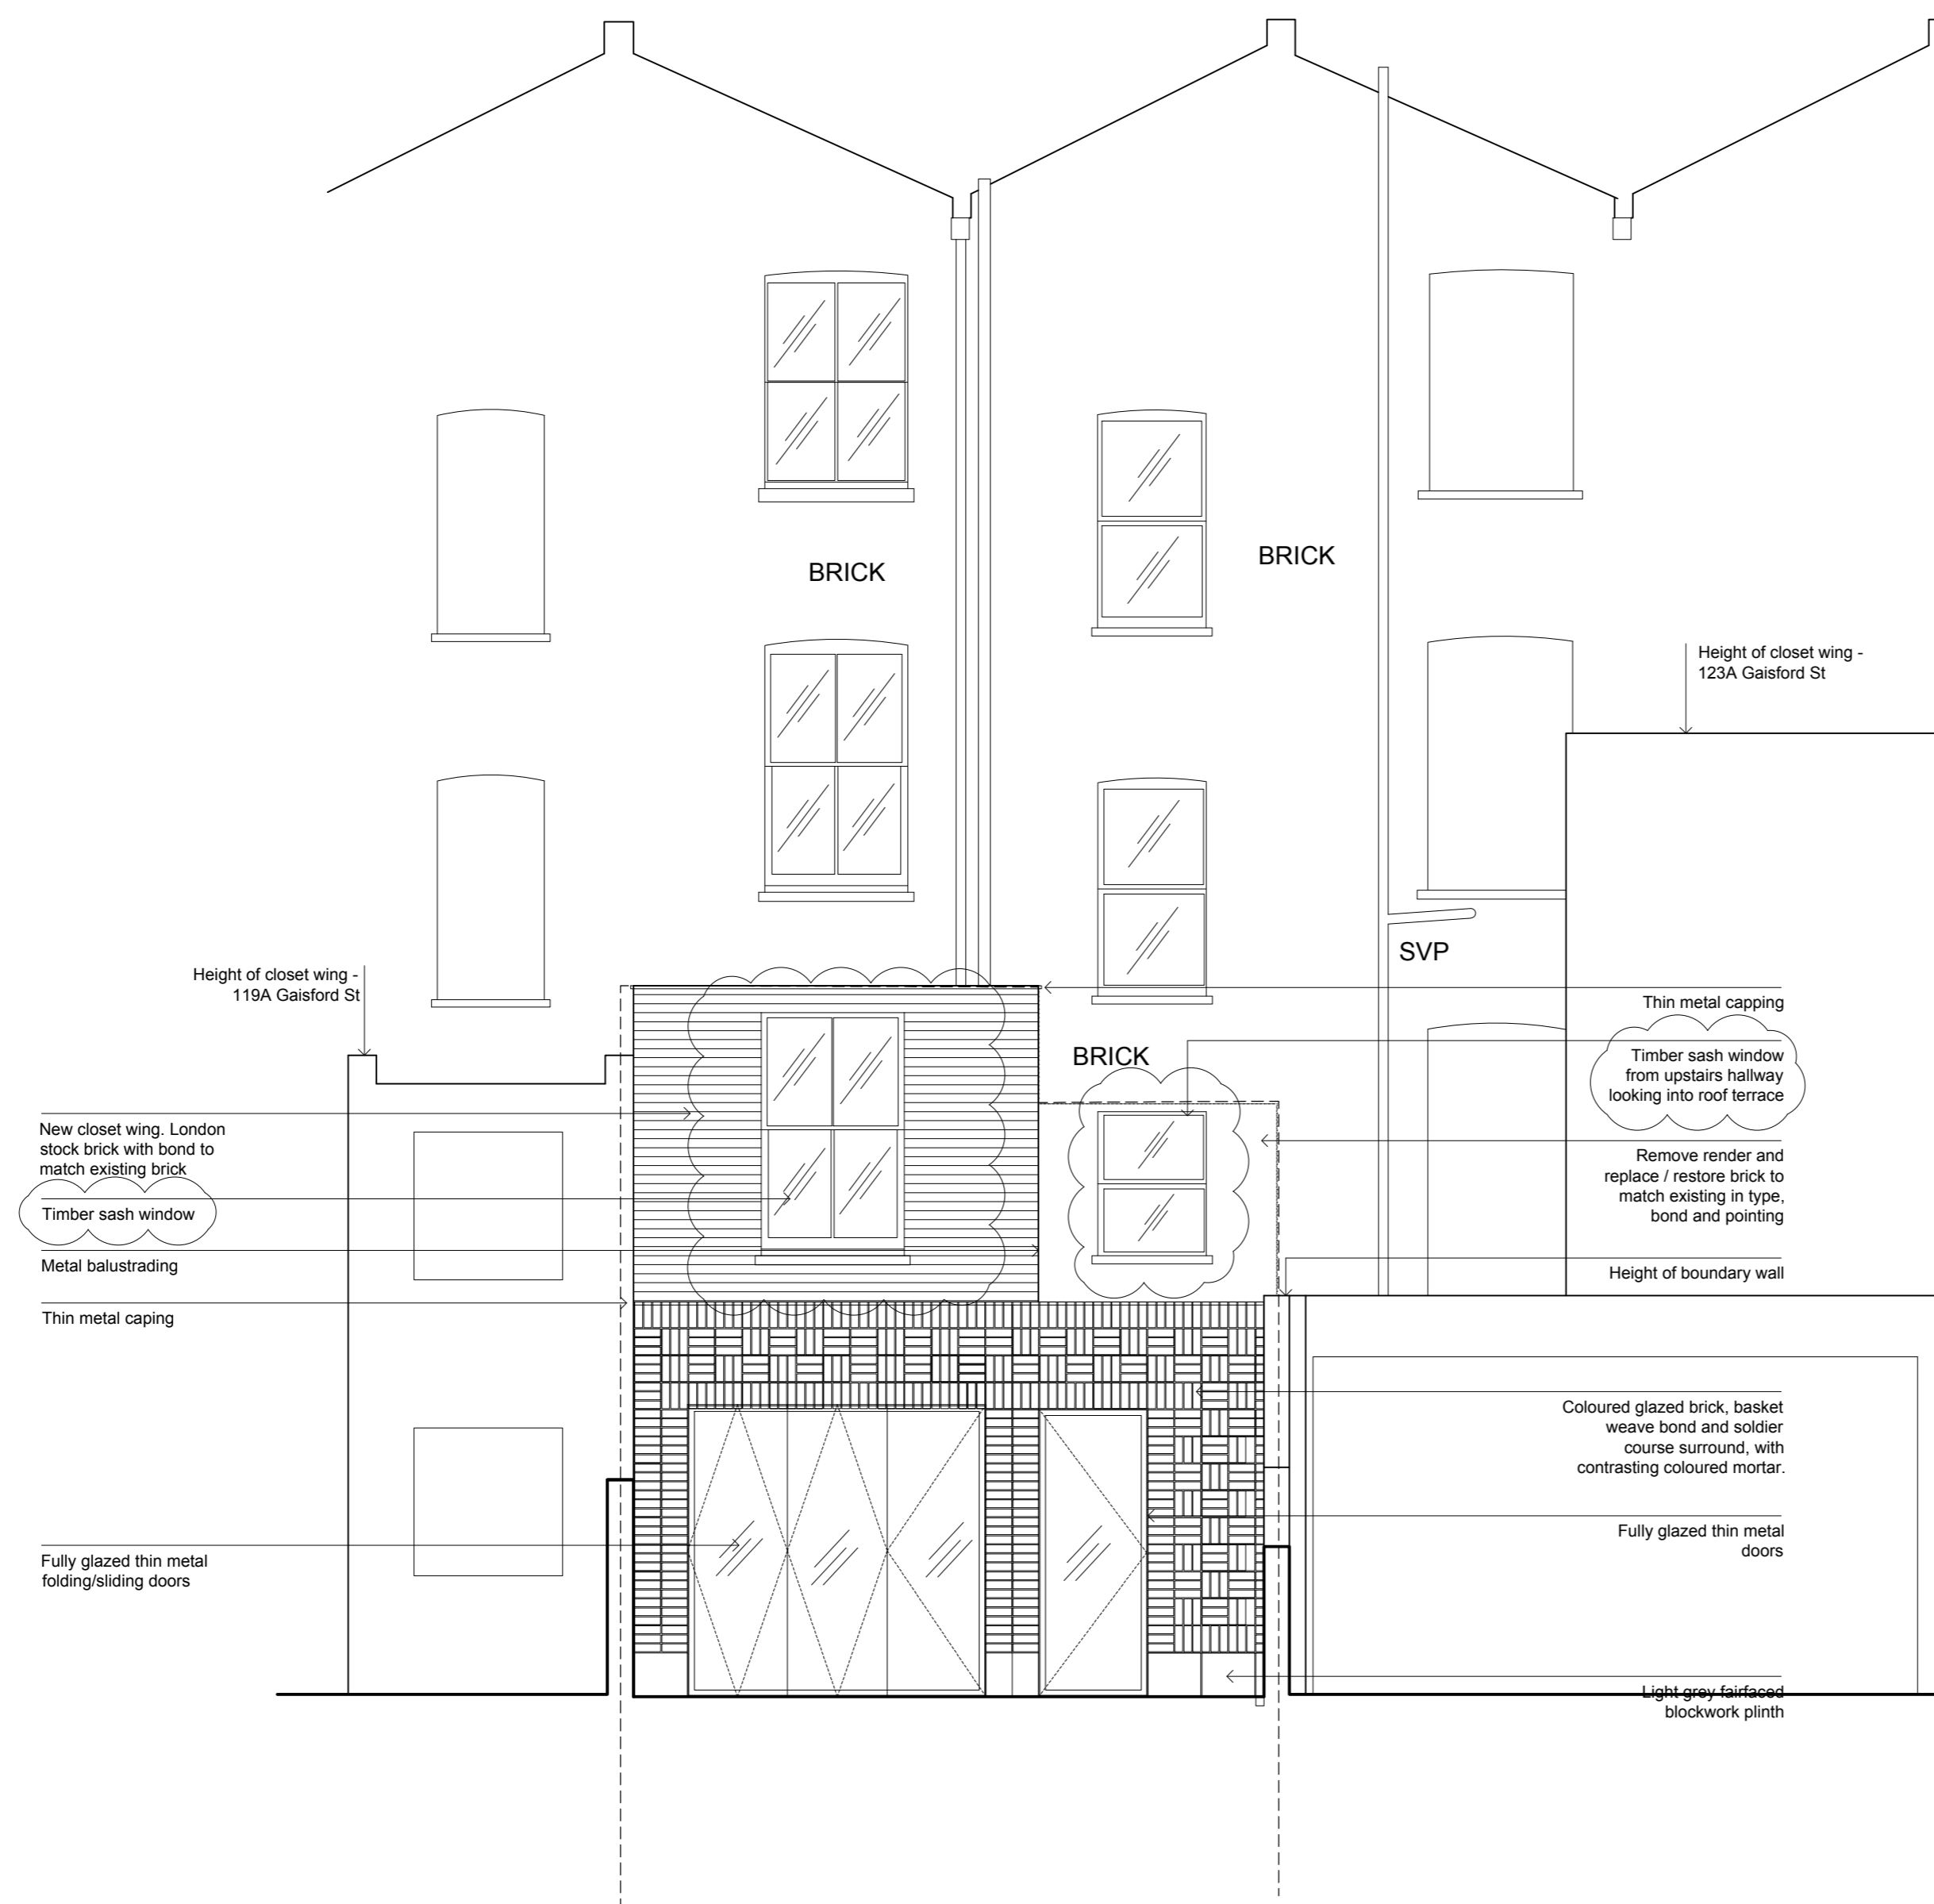 BRICK
BRICK
Height of closet wing -
123A Gaisford St
SVP
Height of closet wing -
119A Gaisford St
Thin metal capping
BRICK
Timber sash window
from upstairs hallway
looking into roof terrace
New closet wing. London
stock brick with bond to
match existing brick
Remove render and
replace / restore brick to
match existing in type,
bond and pointing
Timber sash window
Metal balustrading
Height of boundary wall
Thin metal caping
Coloured glazed brick, basket
weave bond and soldier
course surround, with
contrasting coloured mortar.
Fully glazed thin metal
doors
Fully glazed thin metal
folding/sliding doors
Light grey fairfaced
blockwork plinth